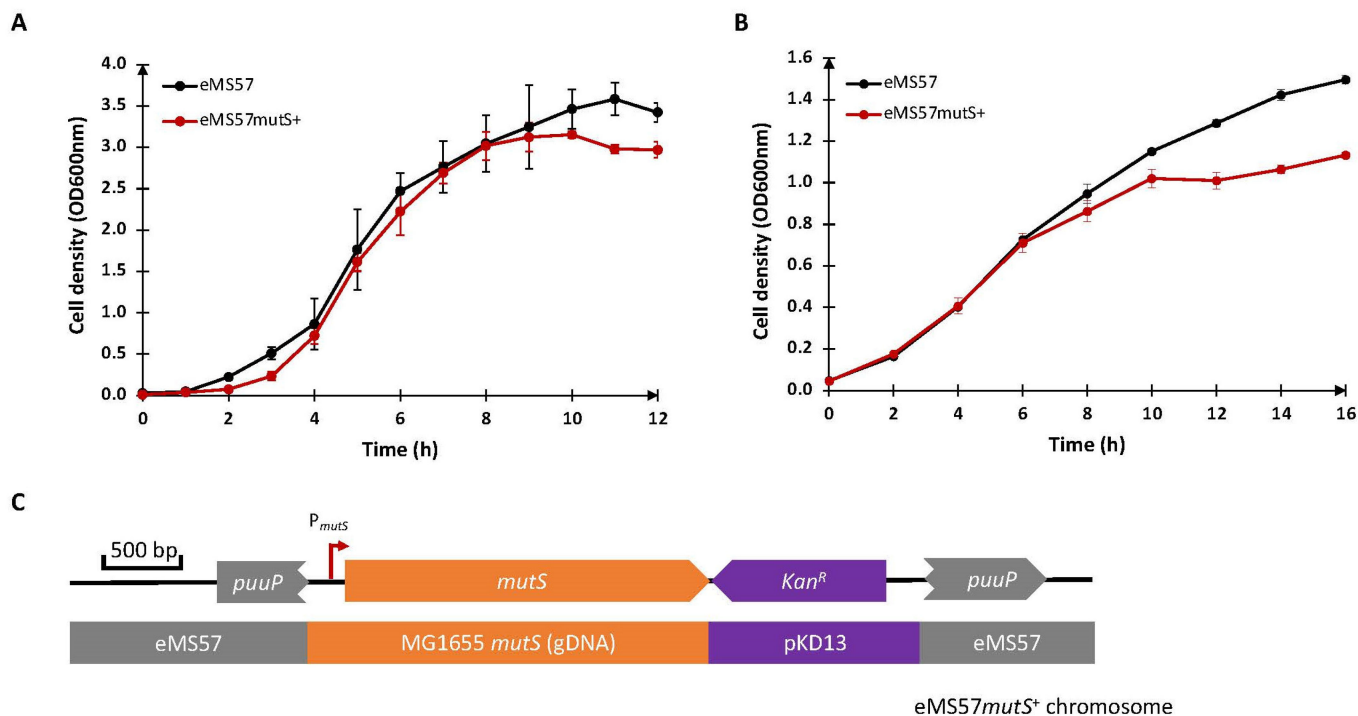 A
4.0
3.5
3.0
2.5
2.0
1.5
1.0
0.5
0.0
Cell density (OD600nm)
eMS57
eMS57mutS+
0 2 4 6 8 10 12
Time (h)
B
1.6
1.4
1.2
1.0
0.8
0.6
0.4
0.2
0.0
Cell density (OD600nm)
eMS57
eMS57mutS+
0 2 4 6 8 10 12 14 16
Time (h)
C
PmutS
500 bp
puuP mutS KanR puuP
eMS57 MG1655 mutS (gDNA) pKD13 eMS57
eMS57mutS+ chromosome